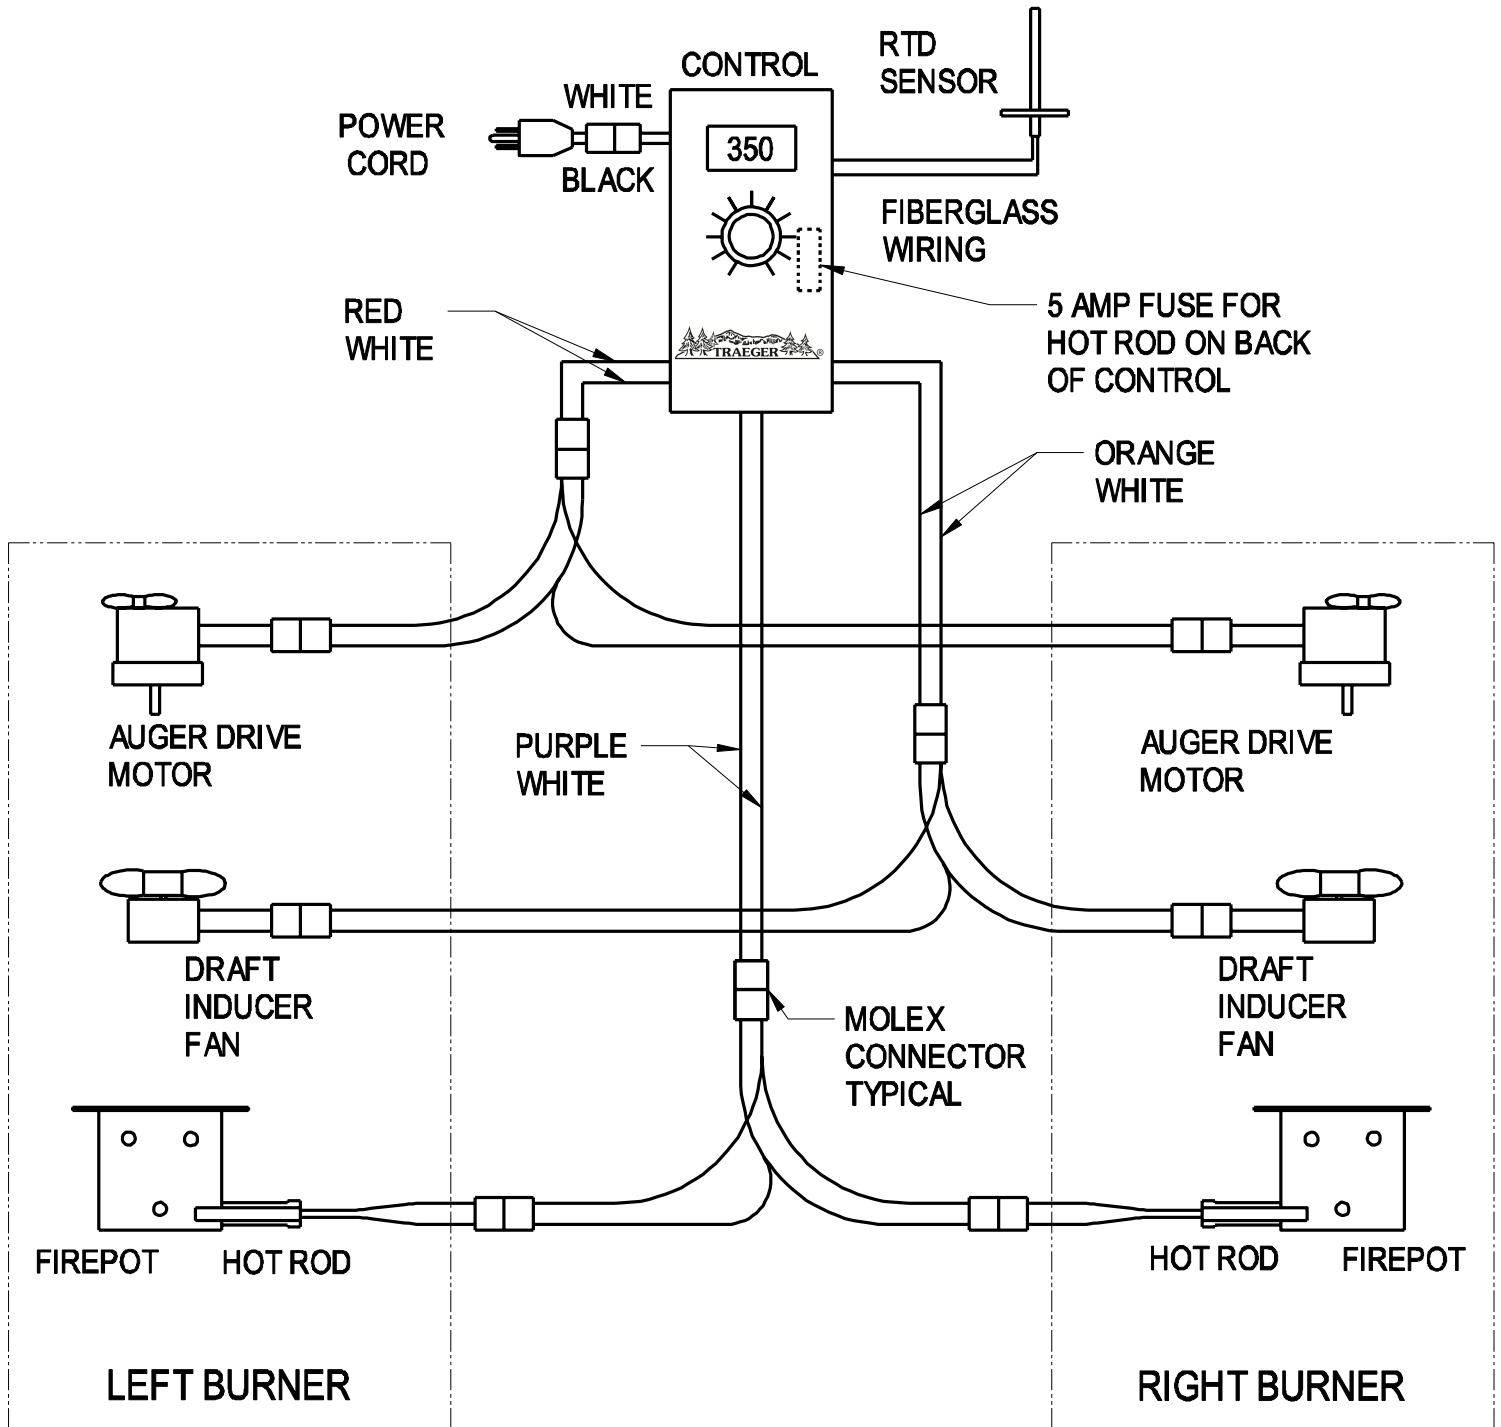 CONTROL
RTD
SENSOR
WHITE
POWER
CORD
BLACK
350
FIBERGLASS
WIRING
RED
WHITE
5 AMP FUSE FOR
HOT ROD ON BACK
OF CONTROL
TRAEGER®
ORANGE
WHITE
AUGER DRIVE
MOTOR
PURPLE
WHITE
AUGER DRIVE
MOTOR
DRAFT
INDUCER
FAN
MOLEX
CONNECTOR
TYPICAL
DRAFT
INDUCER
FAN
FIREPOT
HOT ROD
HOT ROD
FIREPOT
LEFT BURNER
RIGHT BURNER